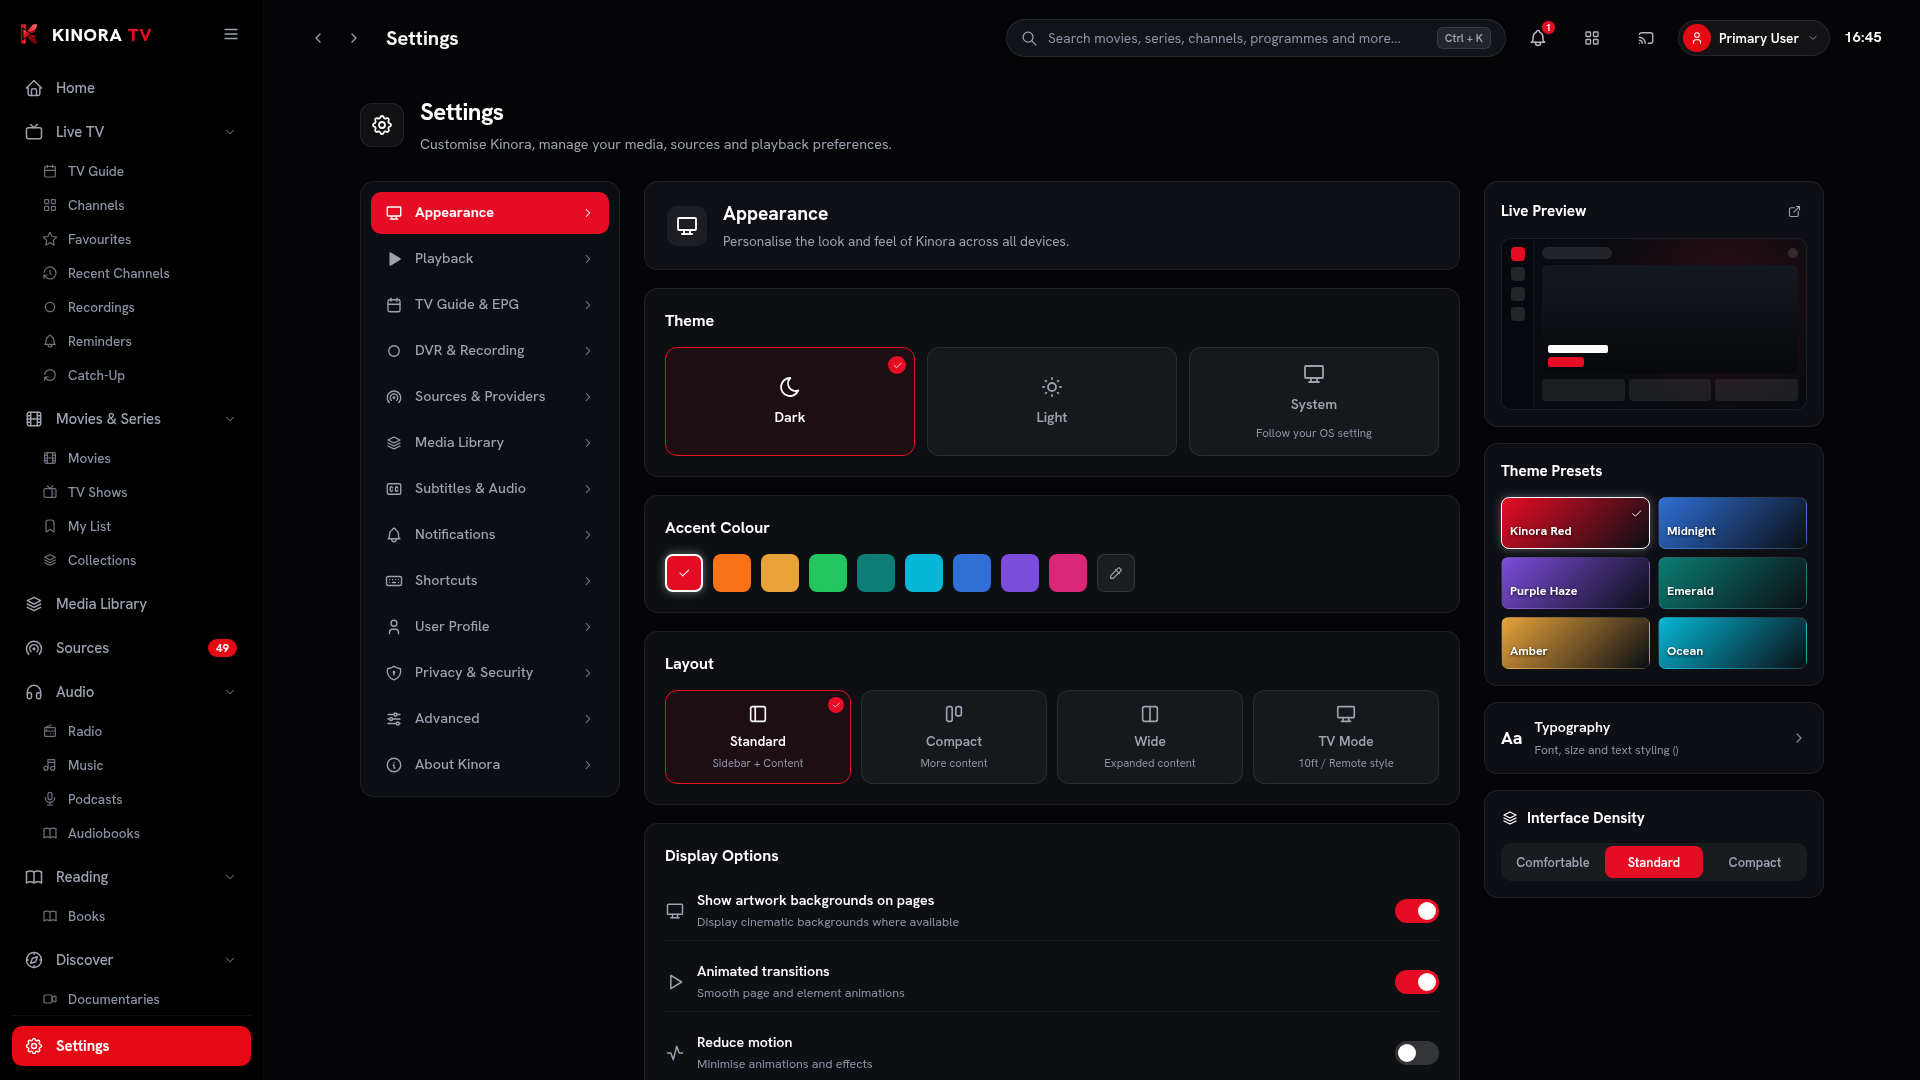 KINORA TV
Home
Live TV
TV Guide
Channels
Favourites
Recent Channels
Recordings
Reminders
Catch-Up
Movies & Series
Movies
TV Shows
My List
Collections
Media Library
Sources
49
Audio
Radio
Music
Podcasts
Audiobooks
Reading
Books
Discover
Documentaries
Settings
Settings
Search movies, series, channels, programmes and more...
Ctrl + K
1
Primary User
16:45
Settings
Customise Kinora, manage your media, sources and playback preferences.
Appearance
Playback
TV Guide & EPG
DVR & Recording
Sources & Providers
Media Library
Subtitles & Audio
Notifications
Shortcuts
User Profile
Privacy & Security
Advanced
About Kinora
Appearance
Personalise the look and feel of Kinora across all devices.
Theme
Dark
Light
System
Follow your OS setting
Accent Colour
Layout
Standard
Sidebar + Content
Compact
More content
Wide
Expanded content
TV Mode
10ft / Remote style
Display Options
Show artwork backgrounds on pages
Display cinematic backgrounds where available
Animated transitions
Smooth page and element animations
Reduce motion
Minimise animations and effects
Live Preview
Theme Presets
Kinora Red
Midnight
Purple Haze
Emerald
Amber
Ocean
Aa
Typography
Font, size and text styling ()
Interface Density
Comfortable
Standard
Compact